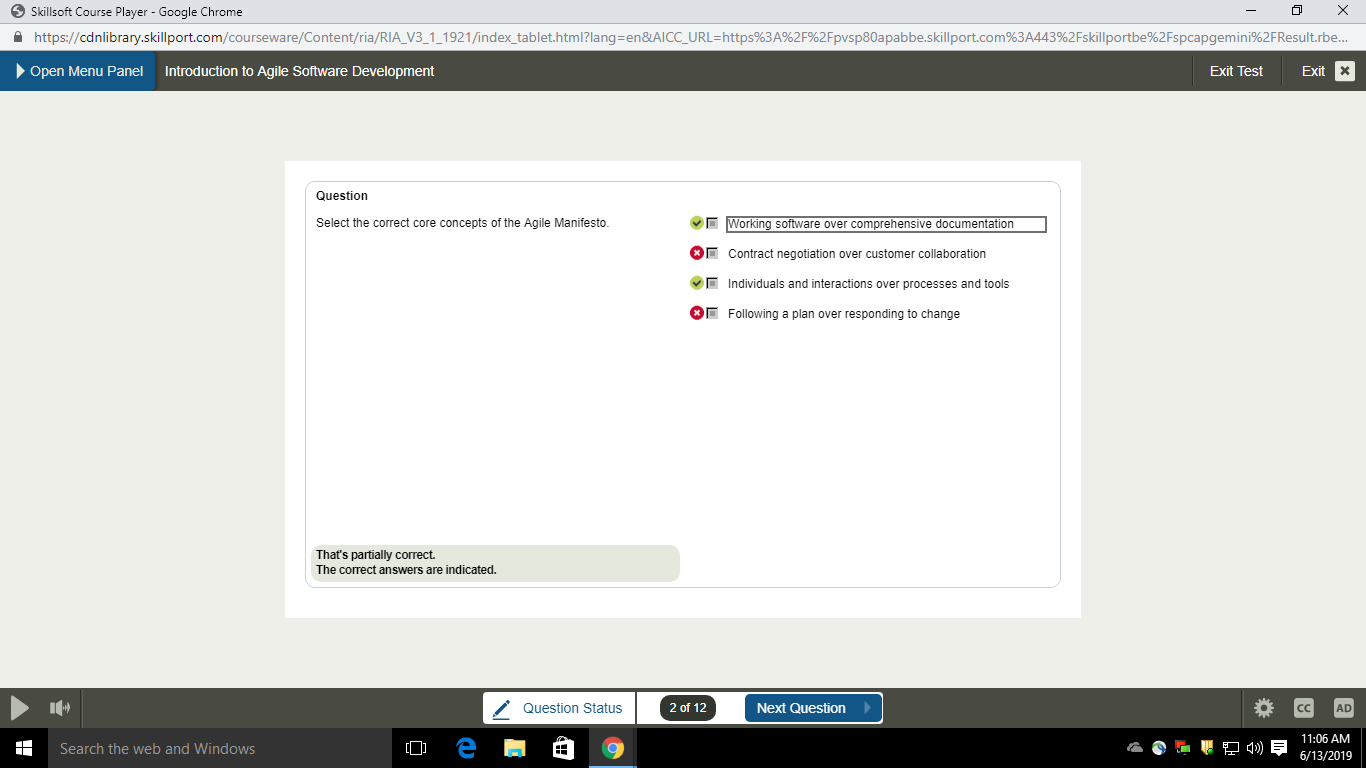 Skillsoft Course Player - Google Chrome
https://cdnlibrary.skillport.com/courseware/Content/ria/RIA_V3_1_1921/index_tablet.html?lang=en&AICC_URL=https%3A%2F%2Fpvsp80apabbe.skillport.com%3A443%2Fskillportbe%2Fspcapgemini%2FResult.rbe...
Open Menu Panel Introduction to Agile Software Development Exit Test Exit
Question
Select the correct core concepts of the Agile Manifesto.
Working software over comprehensive documentation
Contract negotiation over customer collaboration
Individuals and interactions over processes and tools
Following a plan over responding to change
That's partially correct.
The correct answers are indicated.
Question Status 2 of 12 Next Question CC AD
Search the web and Windows
11:06 AM
6/13/2019